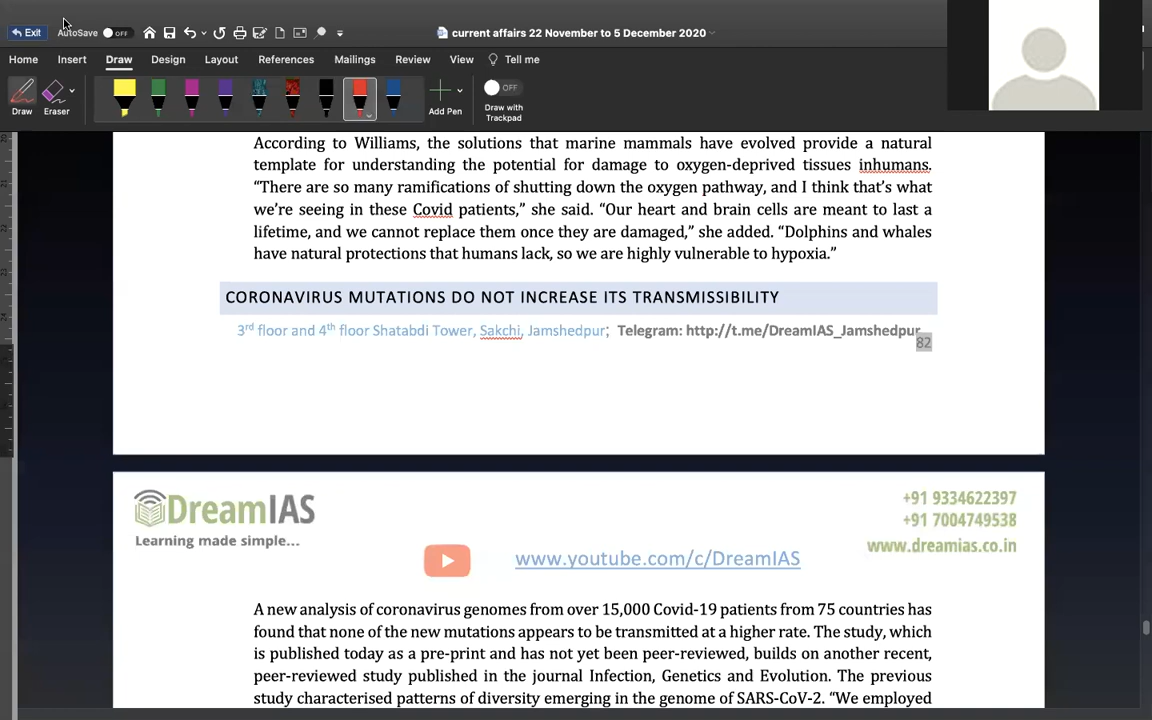 Exit
AutoSave OFF
current affairs 22 November to 5 December 2020
Home Insert Draw Design Layout References Mailings Review View Tell me
Draw Eraser Add Pen OFF Draw with Trackpad
According to Williams, the solutions that marine mammals have evolved provide a natural
template for understanding the potential for damage to oxygen-deprived tissues inhumans.
“There are so many ramifications of shutting down the oxygen pathway, and I think that’s what
we’re seeing in these Covid patients,” she said. “Our heart and brain cells are meant to last a
lifetime, and we cannot replace them once they are damaged,” she added. “Dolphins and whales
have natural protections that humans lack, so we are highly vulnerable to hypoxia.”
CORONAVIRUS MUTATIONS DO NOT INCREASE ITS TRANSMISSIBILITY
3rd floor and 4th floor Shatabdi Tower, Sakchi, Jamshedpur; Telegram: http://t.me/DreamIAS_Jamshedpur
82
DreamIAS
Learning made simple...
+91 9334622397
+91 7004749538
www.dreamias.co.in
www.youtube.com/c/DreamIAS
A new analysis of coronavirus genomes from over 15,000 Covid-19 patients from 75 countries has
found that none of the new mutations appears to be transmitted at a higher rate. The study, which
is published today as a pre-print and has not yet been peer-reviewed, builds on another recent,
peer-reviewed study published in the journal Infection, Genetics and Evolution. The previous
study characterised patterns of diversity emerging in the genome of SARS-CoV-2. “We employed